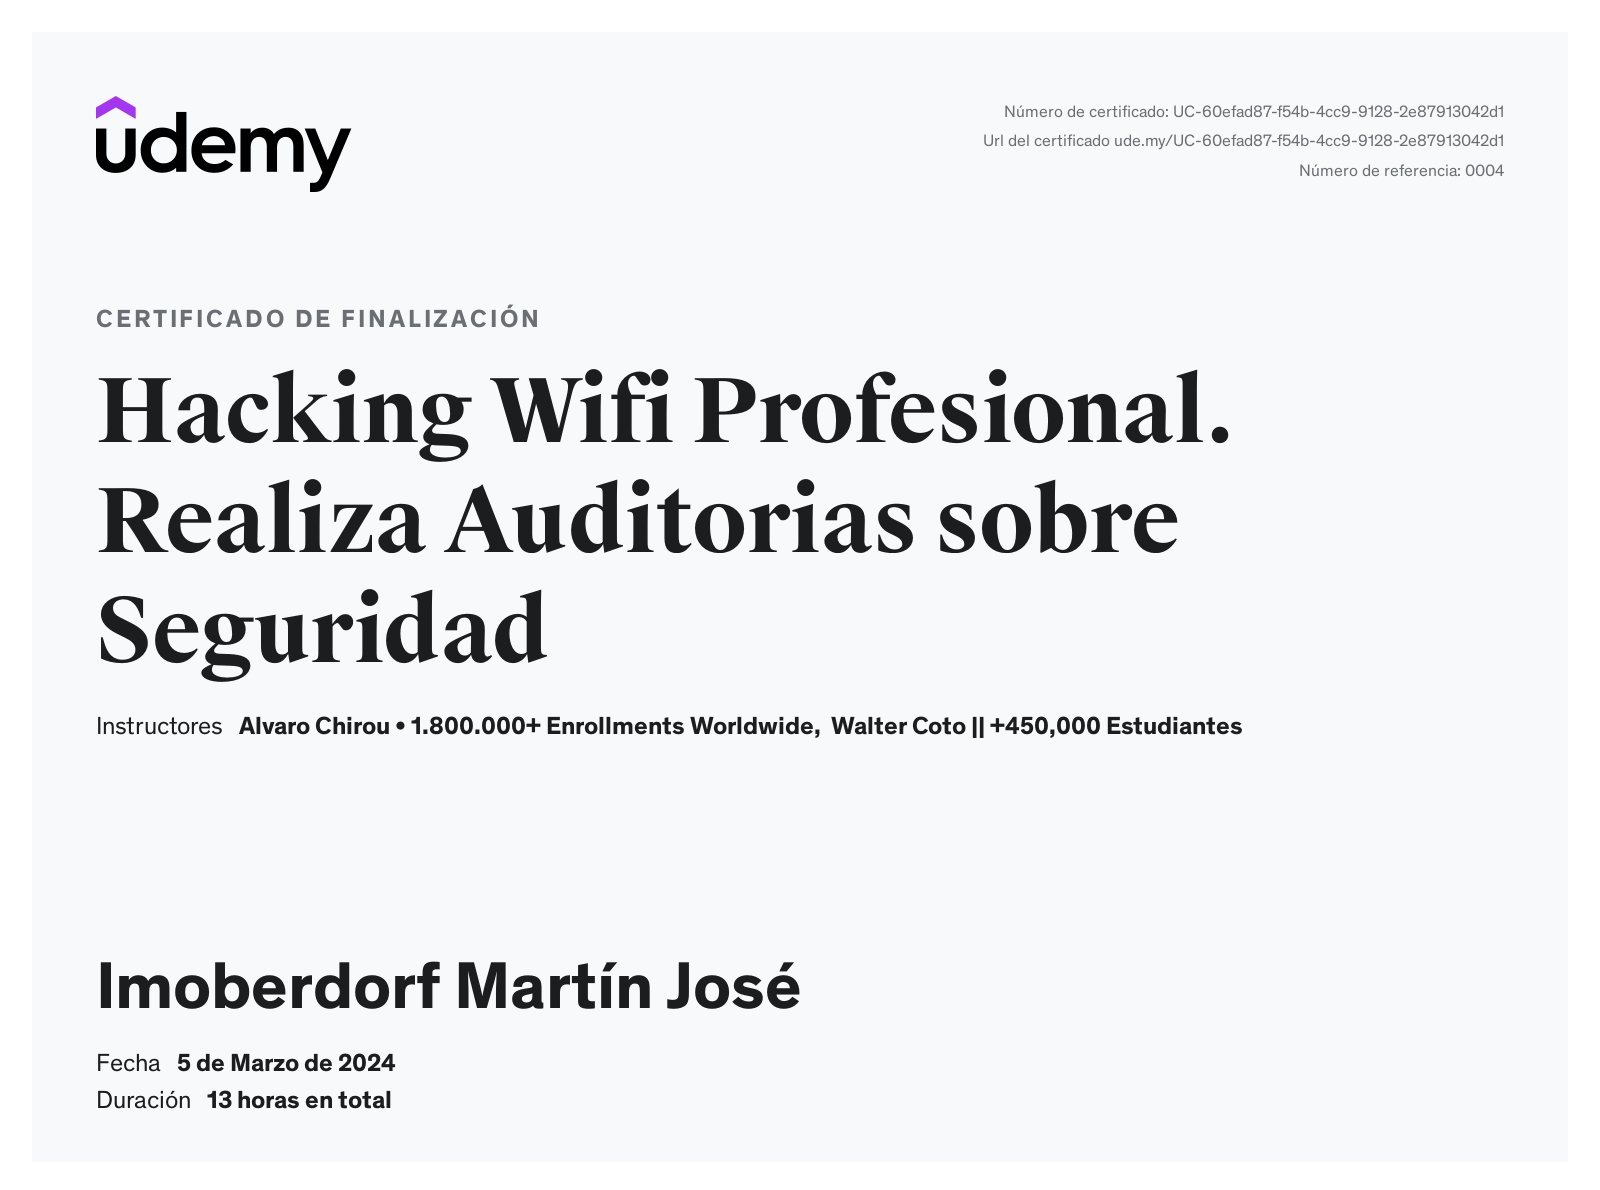 udemy
Número de certificado: UC-60efad87-f54b-4cc9-9128-2e87913042d1
Url del certificado ude.my/UC-60efad87-f54b-4cc9-9128-2e87913042d1
Número de referencia: 0004
CERTIFICADO DE FINALIZACIÓN
Hacking Wifi Profesional.
Realiza Auditorias sobre
Seguridad
Instructores Alvaro Chirou • 1.800.000+ Enrollments Worldwide, Walter Coto || +450,000 Estudiantes
Imoberdorf Martín José
Fecha 5 de Marzo de 2024
Duración 13 horas en total